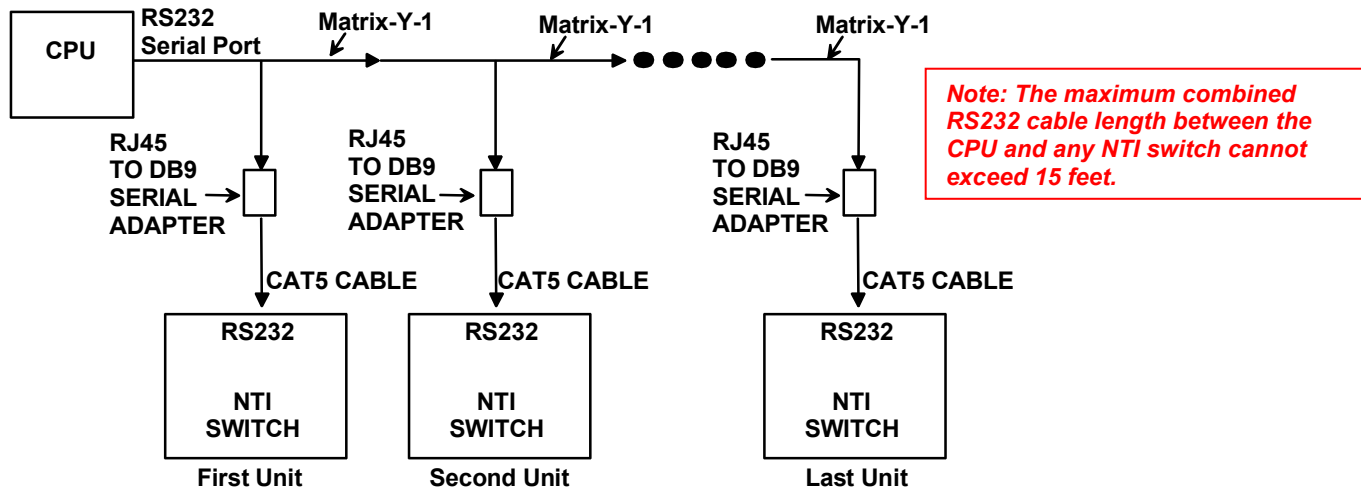 CPU
RS232
Serial Port
Matrix-Y-1
Matrix-Y-1
Matrix-Y-1
Note: The maximum combined
RS232 cable length between the
CPU and any NTI switch cannot
exceed 15 feet.
RJ45
TO DB9
SERIAL
ADAPTER
RJ45
TO DB9
SERIAL
ADAPTER
RJ45
TO DB9
SERIAL
ADAPTER
CAT5 CABLE
CAT5 CABLE
CAT5 CABLE
RS232
NTI
SWITCH
First Unit
RS232
NTI
SWITCH
Second Unit
RS232
NTI
SWITCH
Last Unit